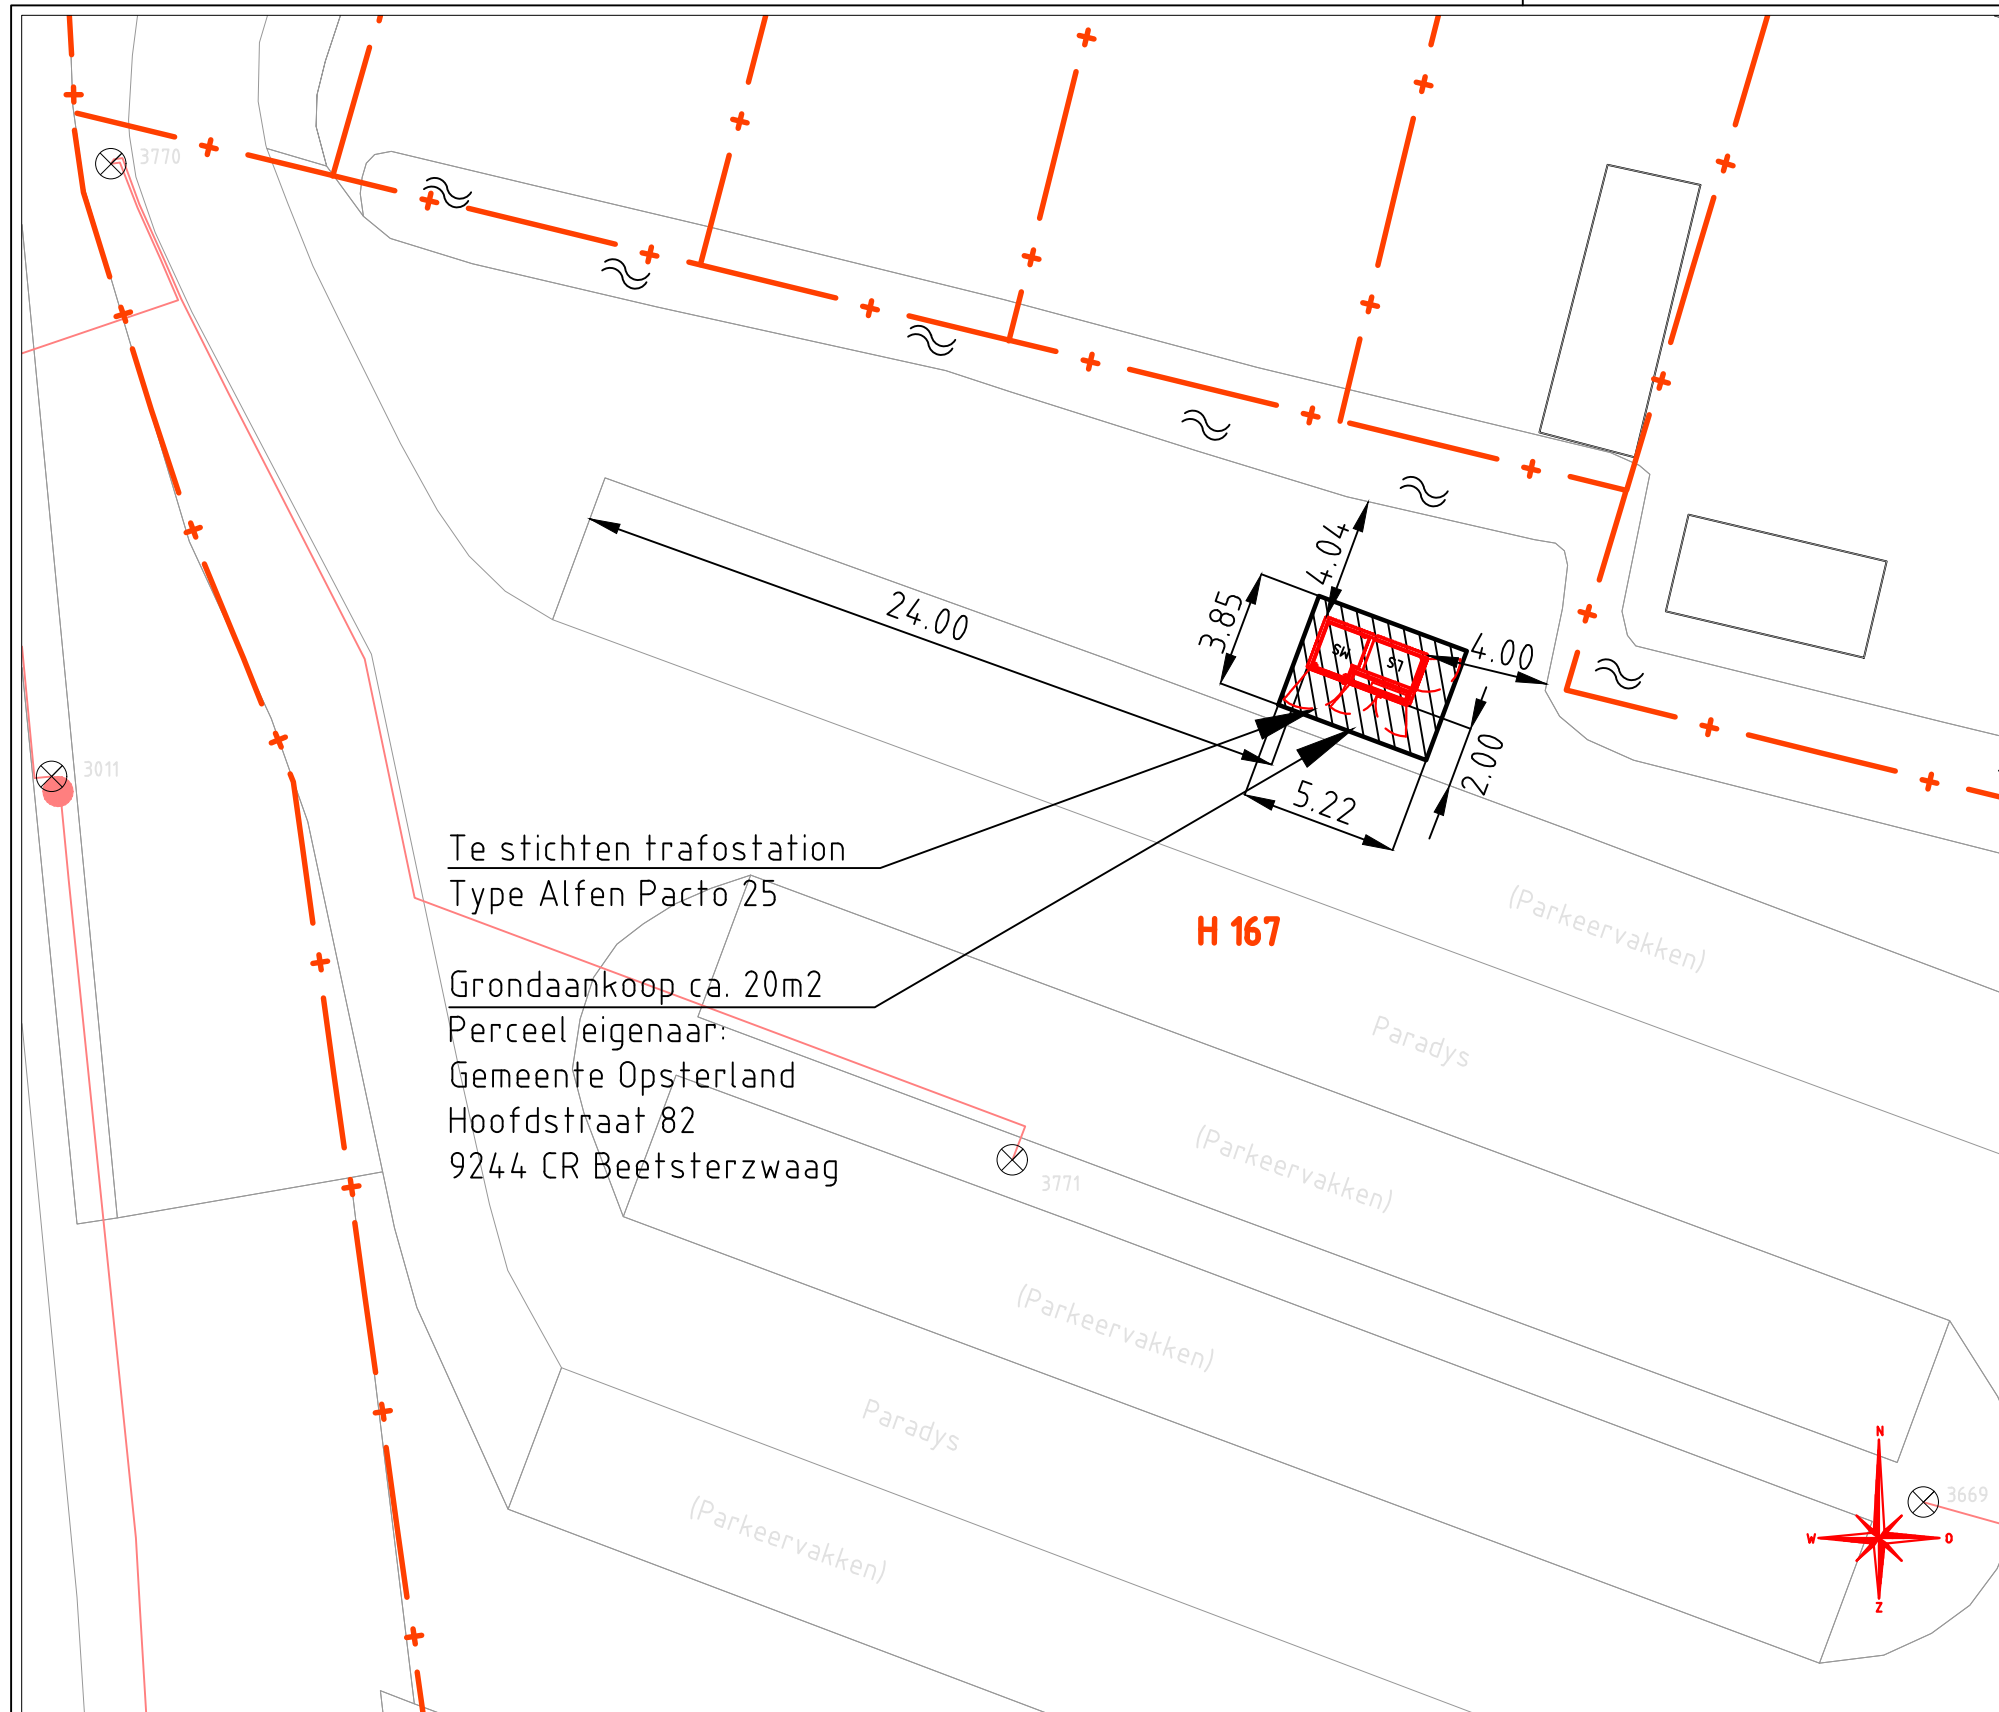 3770
4.04
3.85
24.00
MS
LS
4.00
2.00
5.22
3011
Te stichten trafostation
Type Alfen Pacto 25
(Parkeervakken)
H 167
Grondaankoop ca. 20m2
Perceel eigenaar:
Gemeente Opsterland
Hoofdstraat 82
9244 CR Beetsterzwaag
Paradys
(Parkeervakken)
3771
(Parkeervakken)
Paradys
(Parkeervakken)
N
3669
W
O
Z